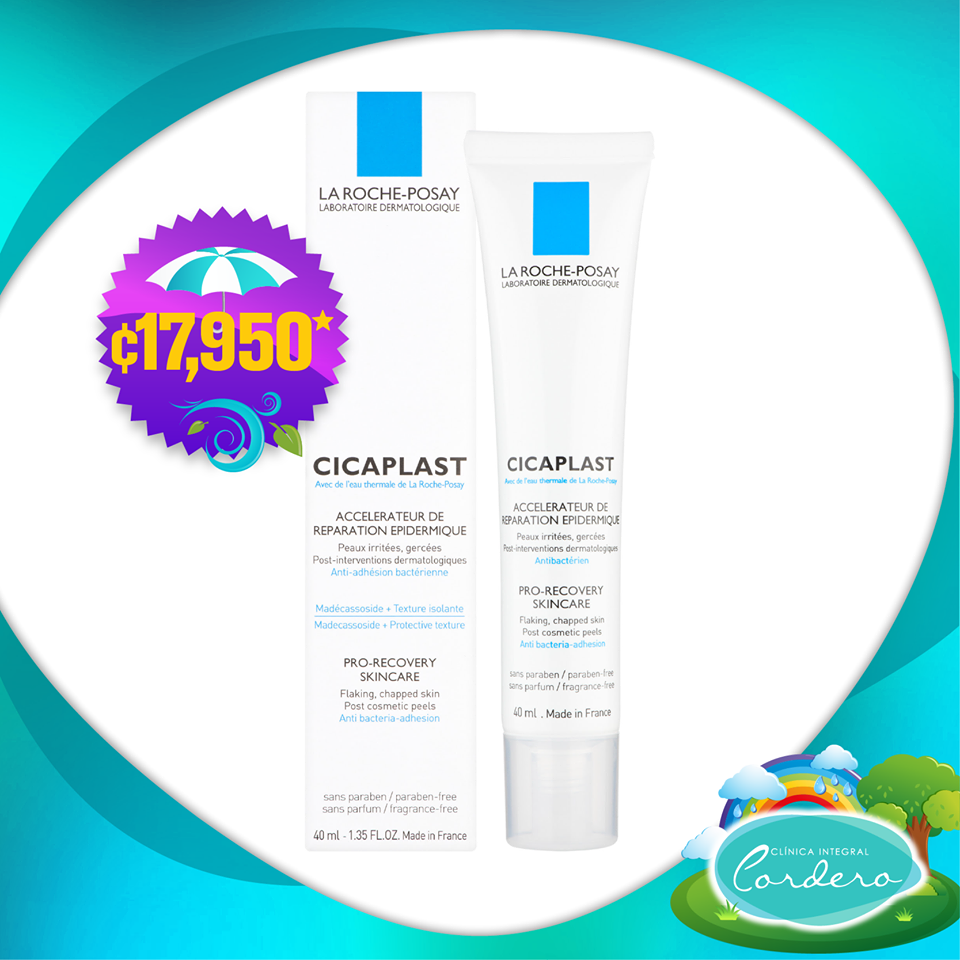 LA ROCHE-POSAY
LABORATOIRE DERMATOLOGIQUE
¢17,950*
CICAPLAST
Avec de l'eau thermale de La Roche-Posay
ACCELERATEUR DE
REPARATION EPIDERMIQUE
Peaux irritées, gercées
Post-interventions dermatologiques
Anti-adhésion bactérienne
Madécassoside + Texture isolante
Madecassoside + Protective texture
PRO-RECOVERY
SKINCARE
Flaking, chapped skin
Post cosmetic peels
Anti bacteria-adhesion
sans paraben / paraben-free
sans parfum / fragrance-free
40 ml - 1.35 FL.OZ. Made in France
LA ROCHE-POSAY
LABORATOIRE DERMATOLOGIQUE
CICAPLAST
Avec de l'eau thermale de La Roche-Posay
ACCELERATEUR DE
REPARATION EPIDERMIQUE
Peaux irritées, gercées
Post-interventions dermatologiques
Antibactérien
PRO-RECOVERY
SKINCARE
Flaking, chapped skin
Post cosmetic peels
Anti bacteria-adhesion
sans paraben / paraben-free
sans parfum / fragrance-free
40 ml . Made in France
CLÍNICA INTEGRAL
Cordero